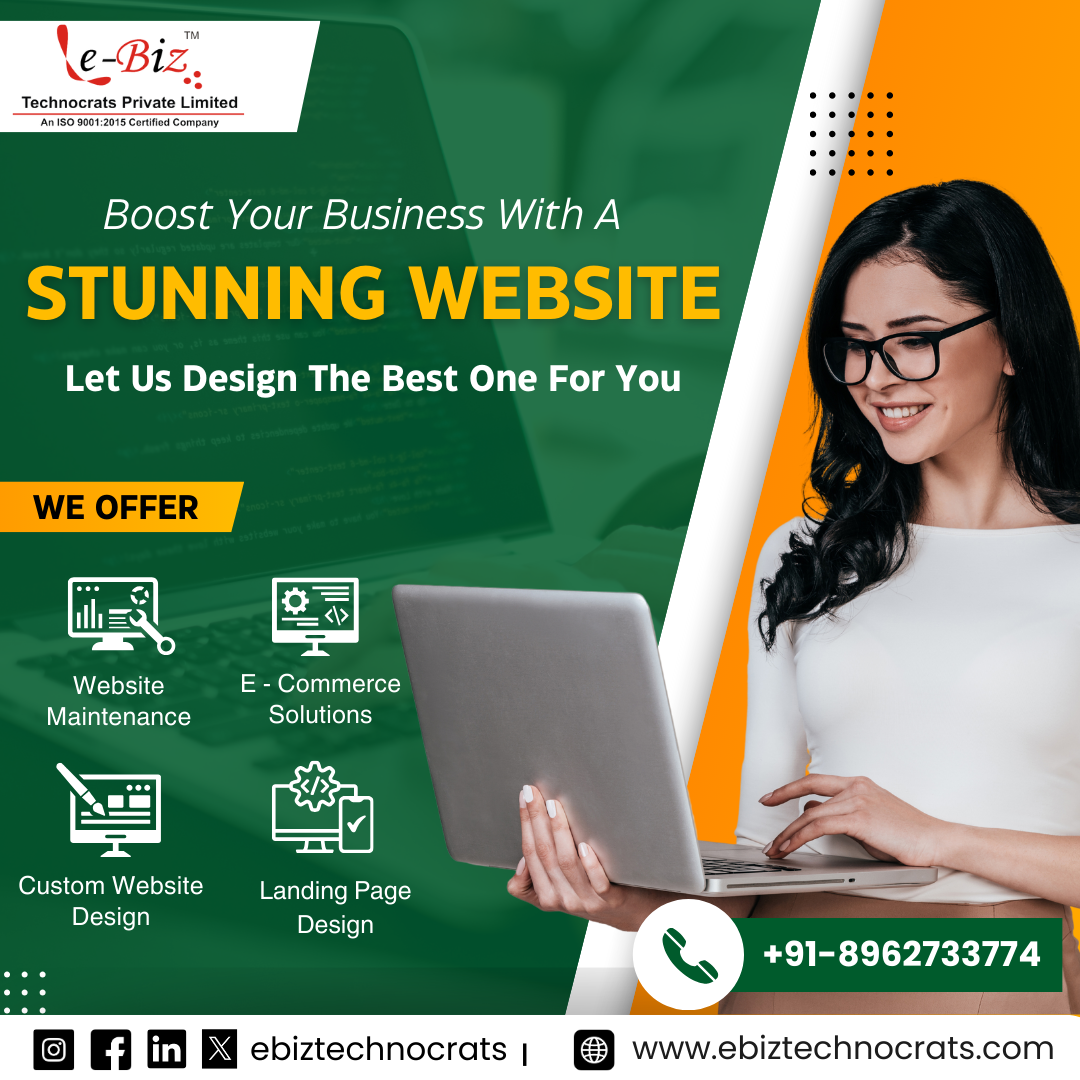 e-Biz TM
Technocrats Private Limited
An ISO 9001:2015 Certified Company
Boost Your Business With A
STUNNING WEBSITE
Let Us Design The Best One For You
WE OFFER
Website
Maintenance
E - Commerce
Solutions
Custom Website
Design
Landing Page
Design
+91-8962733774
ebiztechnocrats |
www.ebiztechnocrats.com